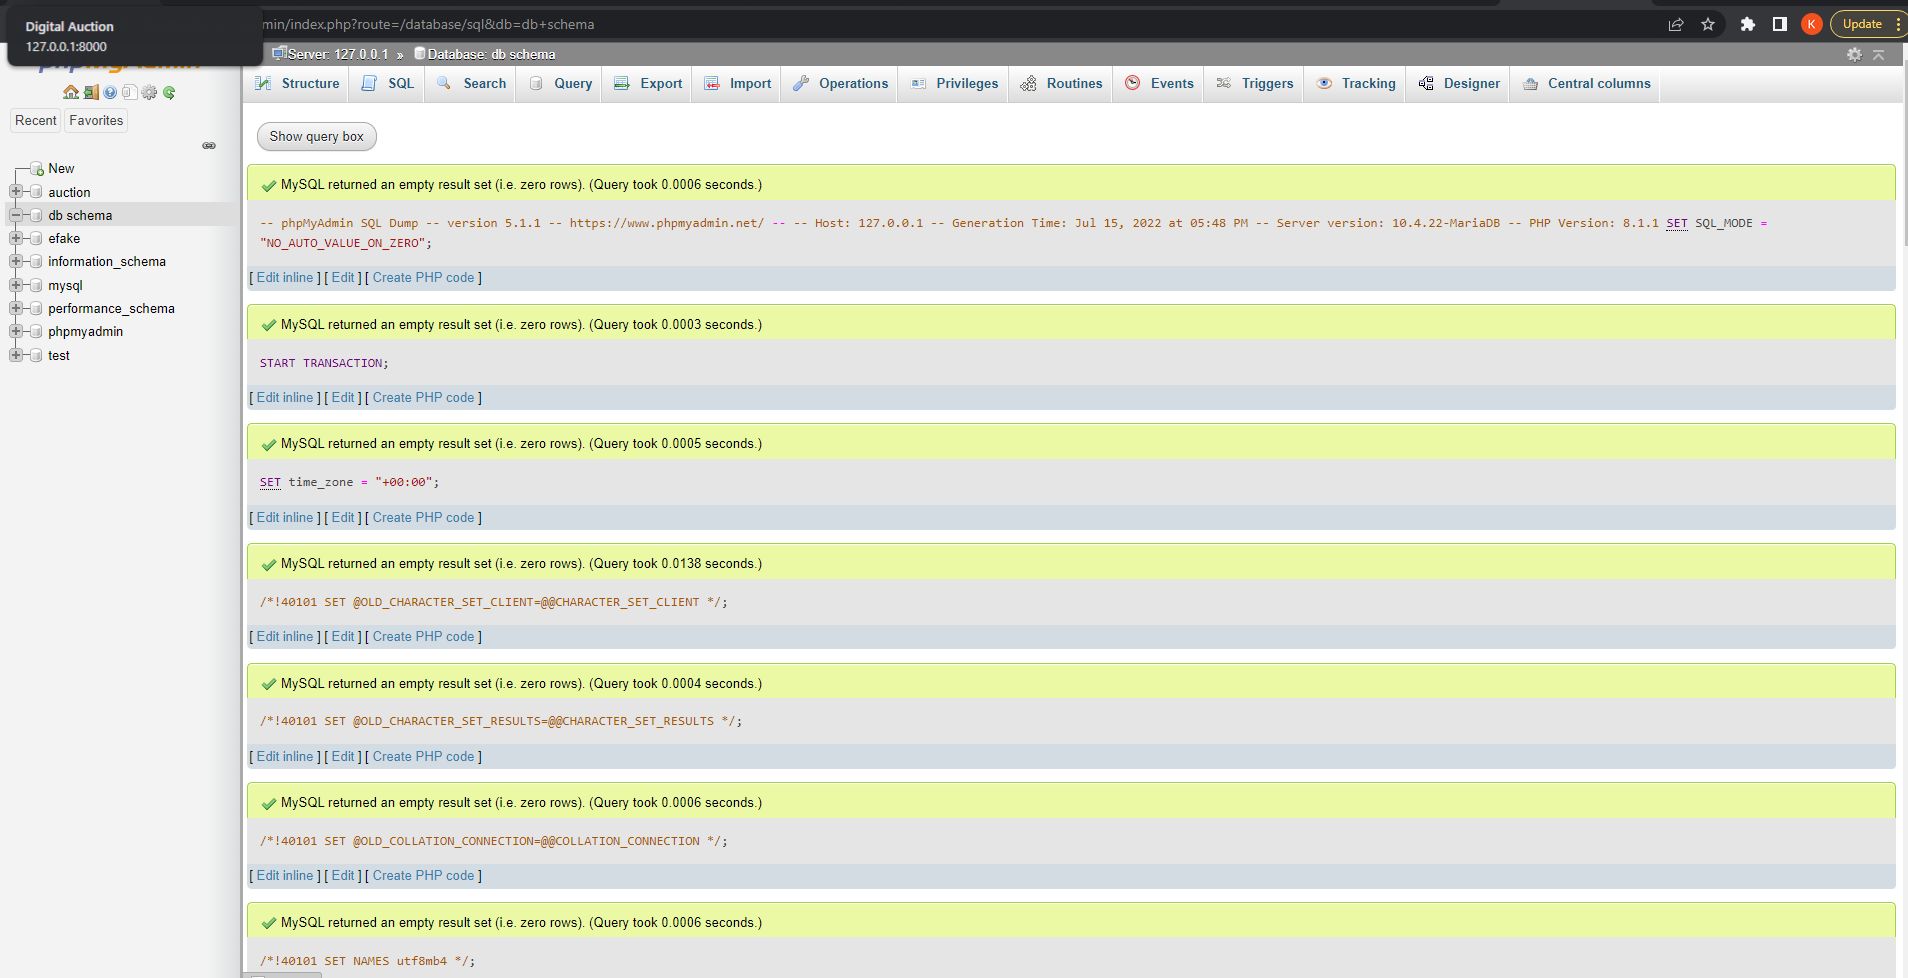 Digital Auction
127.0.0.1:8000
min/index.php?route=/database/sql&db=db+schema
K
Update
Server: 127.0.0.1 » Database: db schema
Structure SQL Search Query Export Import Operations Privileges Routines Events Triggers Tracking Designer Central columns
Recent Favorites
New
auction
db schema
efake
information_schema
mysql
performance_schema
phpmyadmin
test
Show query box
MySQL returned an empty result set (i.e. zero rows). (Query took 0.0006 seconds.)
-- phpMyAdmin SQL Dump -- version 5.1.1 -- https://www.phpmyadmin.net/ -- -- Host: 127.0.0.1 -- Generation Time: Jul 15, 2022 at 05:48 PM -- Server version: 10.4.22-MariaDB -- PHP Version: 8.1.1 SET SQL_MODE =
"NO_AUTO_VALUE_ON_ZERO";
[ Edit inline ] [ Edit ] [ Create PHP code ]
MySQL returned an empty result set (i.e. zero rows). (Query took 0.0003 seconds.)
START TRANSACTION;
[ Edit inline ] [ Edit ] [ Create PHP code ]
MySQL returned an empty result set (i.e. zero rows). (Query took 0.0005 seconds.)
SET time_zone = "+00:00";
[ Edit inline ] [ Edit ] [ Create PHP code ]
MySQL returned an empty result set (i.e. zero rows). (Query took 0.0138 seconds.)
/*!40101 SET @OLD_CHARACTER_SET_CLIENT=@@CHARACTER_SET_CLIENT */;
[ Edit inline ] [ Edit ] [ Create PHP code ]
MySQL returned an empty result set (i.e. zero rows). (Query took 0.0004 seconds.)
/*!40101 SET @OLD_CHARACTER_SET_RESULTS=@@CHARACTER_SET_RESULTS */;
[ Edit inline ] [ Edit ] [ Create PHP code ]
MySQL returned an empty result set (i.e. zero rows). (Query took 0.0006 seconds.)
/*!40101 SET @OLD_COLLATION_CONNECTION=@@COLLATION_CONNECTION */;
[ Edit inline ] [ Edit ] [ Create PHP code ]
MySQL returned an empty result set (i.e. zero rows). (Query took 0.0006 seconds.)
/*!40101 SET NAMES utf8mb4 */;